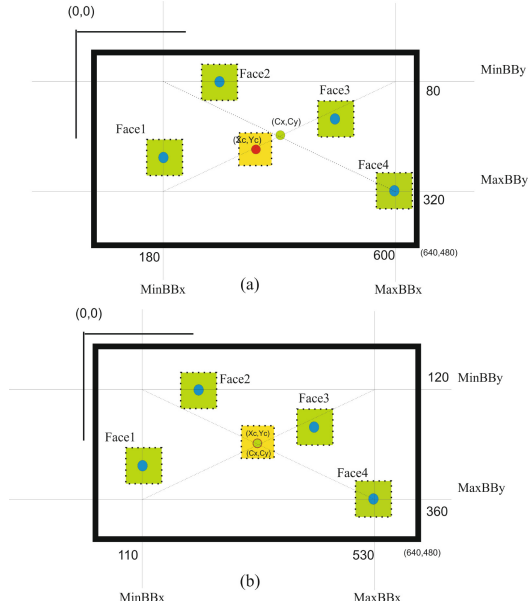 (0,0)
Face2
MinBBy
80
Face3
(Cx,Cy)
Face1
(Xc,Yc)
Face4
MaxBBy
320
180
600
(640,480)
(a)
MinBBx
MaxBBx
(0,0)
Face2
120
MinBBy
Face3
Face1
(Xc,Yc)
(Cx,Cy)
Face4
MaxBBy
360
110
530
(640,480)
(b)
MinBBx
MaxBBx